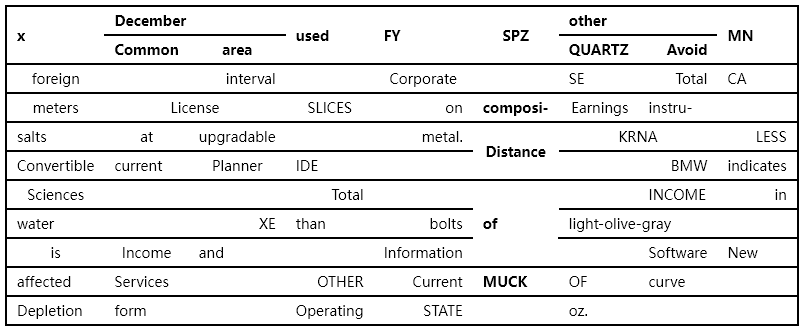 x December used FY SPZ other MN
Common area QUARTZ Avoid
foreign interval Corporate SE Total CA
meters License SLICES on composi- Earnings instru-
salts at upgradable metal. KRNA LESS
Distance
Convertible current Planner IDE BMW indicates
Sciences Total INCOME in
water XE than bolts of light-olive-gray
is Income and Information Software New
affected Services OTHER Current MUCK OF curve
Depletion form Operating STATE oz.